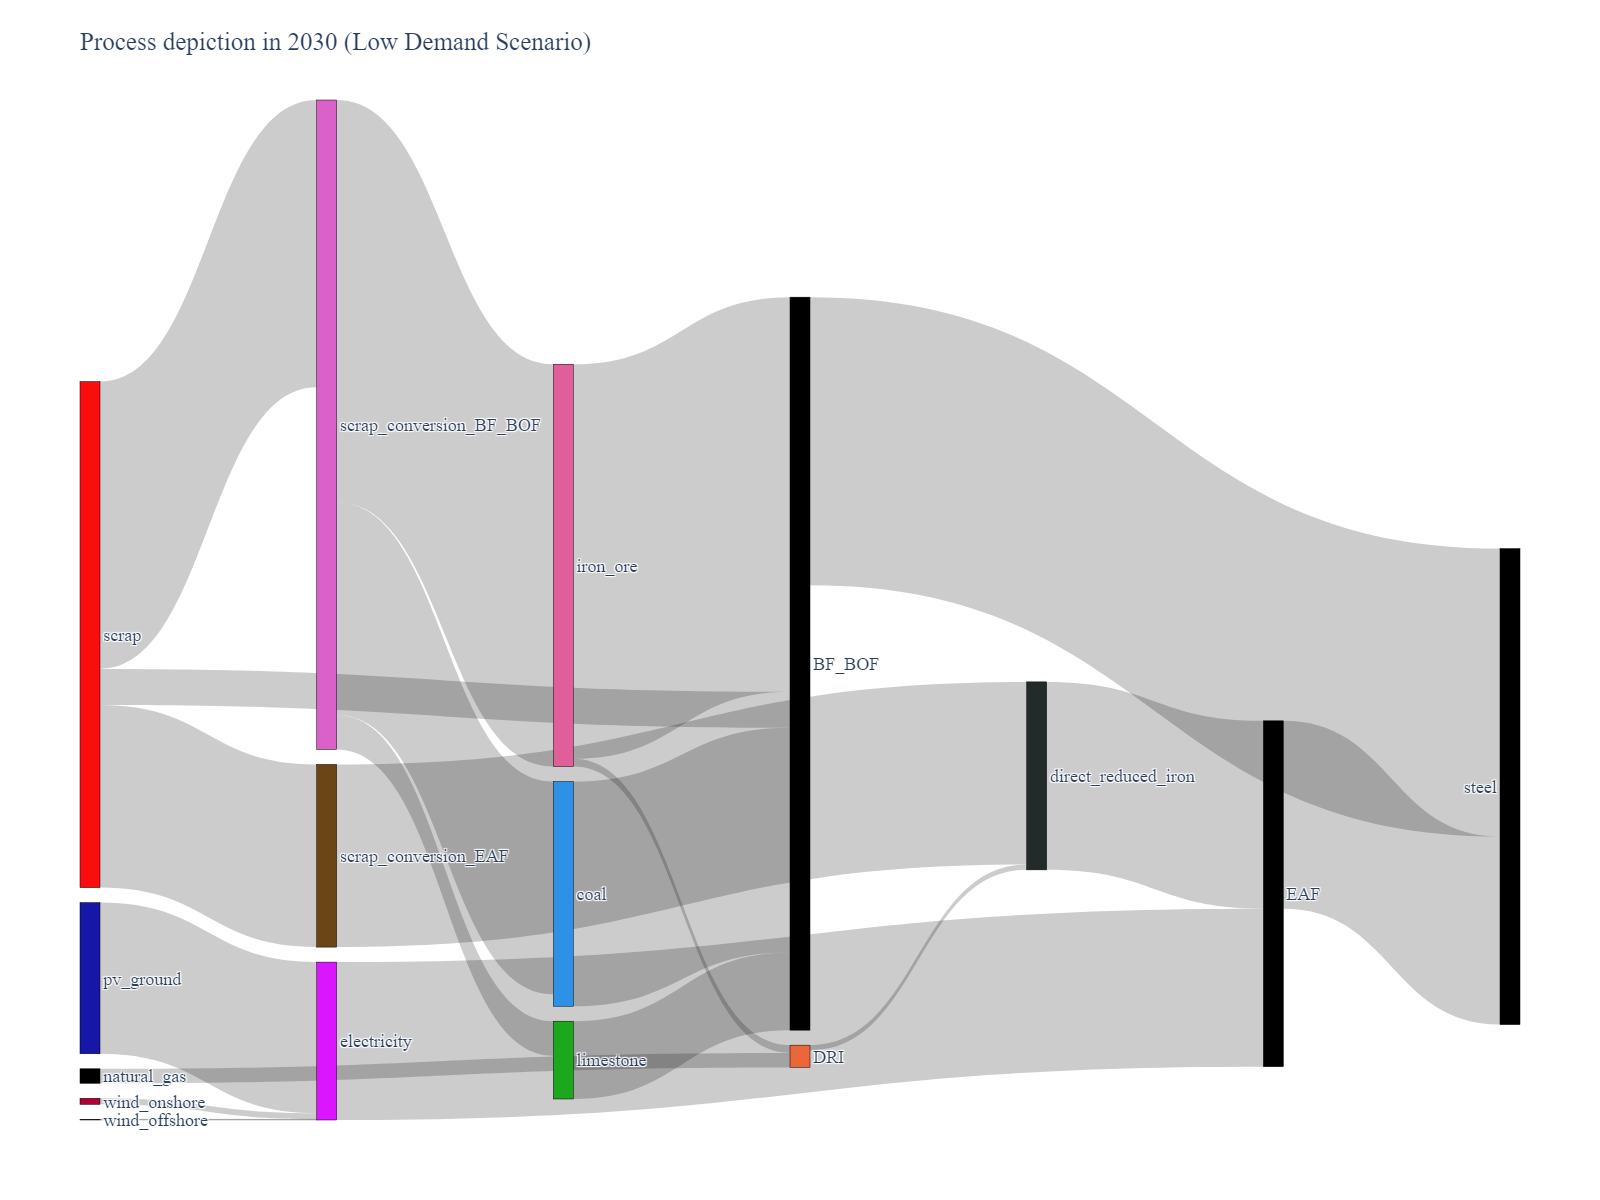 Process depiction in 2030 (Low Demand Scenario)
scrap_conversion_BF_BOF
iron_ore
scrap
BF_BOF
direct_reduced_iron
steel
scrap_conversion_EAF
coal
EAF
pv_ground
electricity
limestone
DRI
natural_gas
wind_onshore
wind_offshore